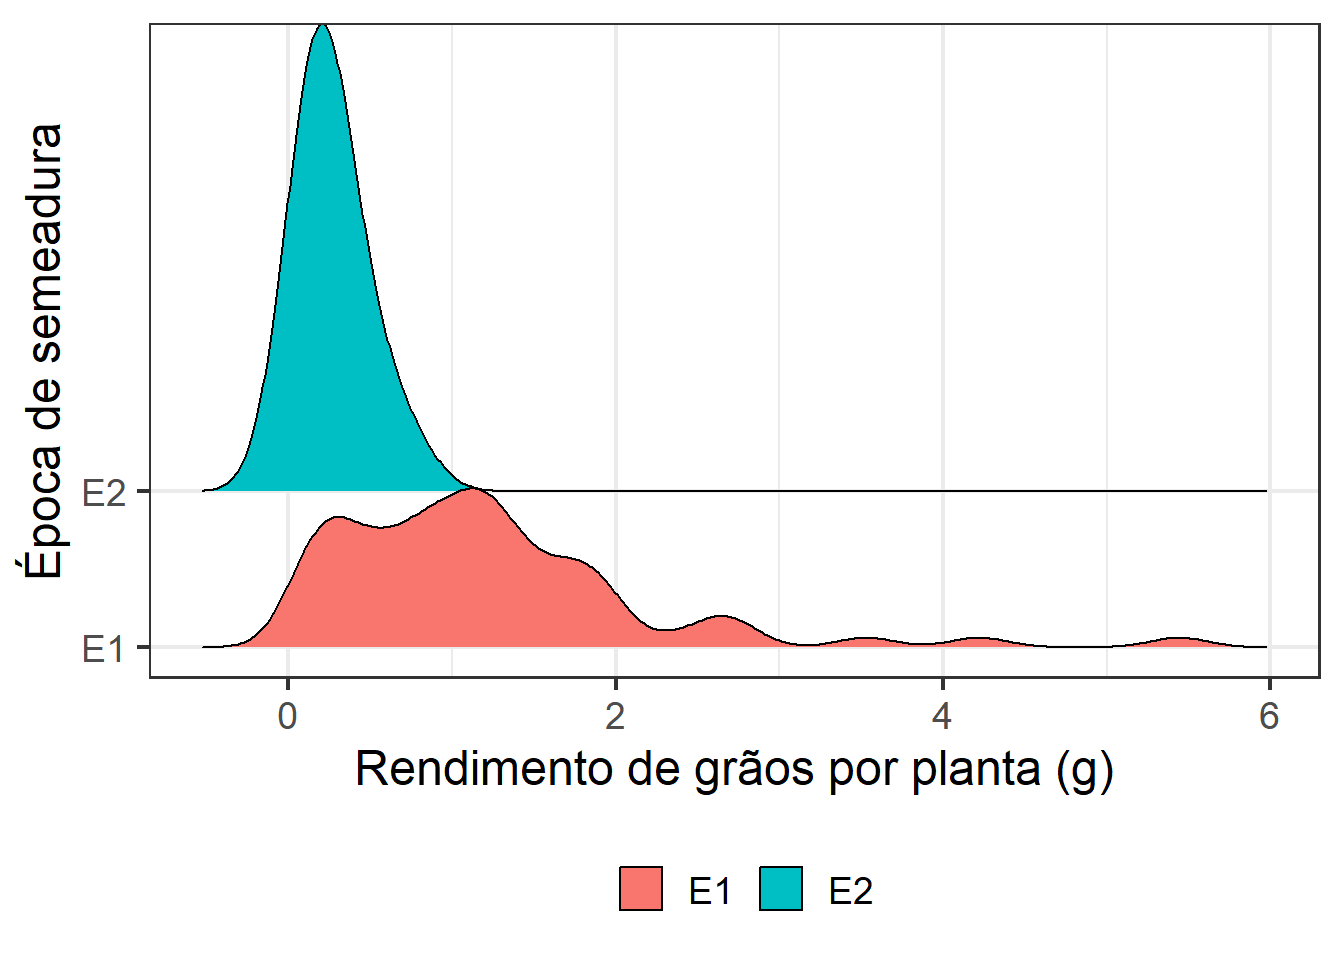 Época de semeadura
E2
E1
0 2 4 6
Rendimento de grãos por planta (g)
E1 E2